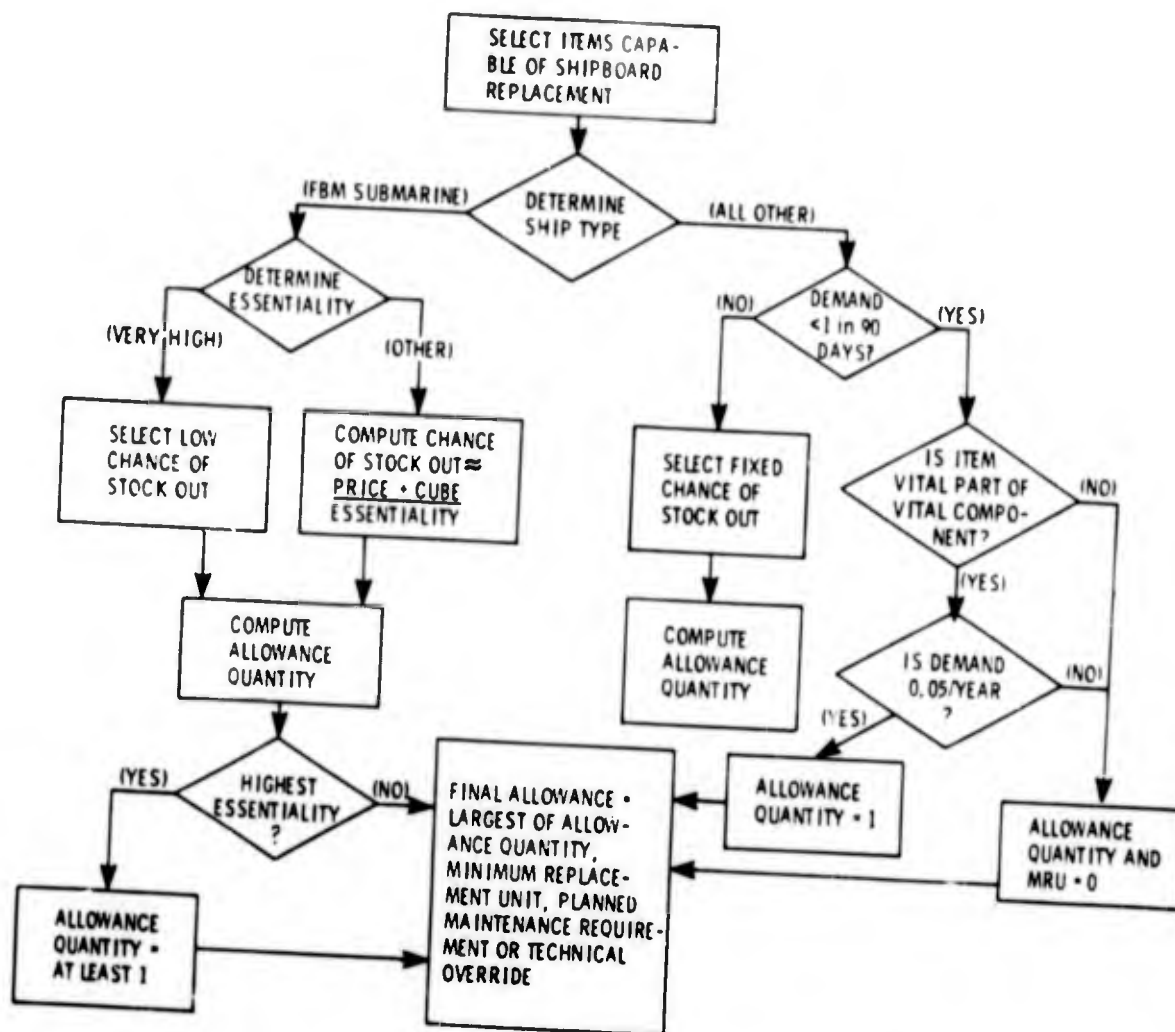 SELECT ITEMS CAPA-
BLE OF SHIPBOARD
REPLACEMENT
(FBM SUBMARINE)
DETERMINE
SHIP TYPE
(ALL OTHER)
DETERMINE
ESSENTIALITY
(VERY HIGH)
(OTHER)
(NO)
DEMAND
<1 in 90
DAYS?
(YES)
SELECT LOW
CHANCE OF
STOCK OUT
COMPUTE CHANCE
OF STOCK OUT≈
PRICE + CUBE
ESSENTIALITY
SELECT FIXED
CHANCE OF
STOCK OUT
IS ITEM
VITAL PART OF
VITAL COMPO-
NENT?
(NO)
(YES)
COMPUTE
ALLOWANCE
QUANTITY
COMPUTE
ALLOWANCE
QUANTITY
IS DEMAND
0.05/YEAR
?
(NO)
(YES)
(YES)
HIGHEST
ESSENTIALITY
?
(NO)
FINAL ALLOWANCE =
LARGEST OF ALLOW-
ANCE QUANTITY,
MINIMUM REPLACE-
MENT UNIT, PLANNED
MAINTENANCE REQUIRE-
MENT OR TECHNICAL
OVERRIDE
ALLOWANCE
QUANTITY = 1
ALLOWANCE
QUANTITY AND
MRU = 0
ALLOWANCE
QUANTITY =
AT LEAST 1